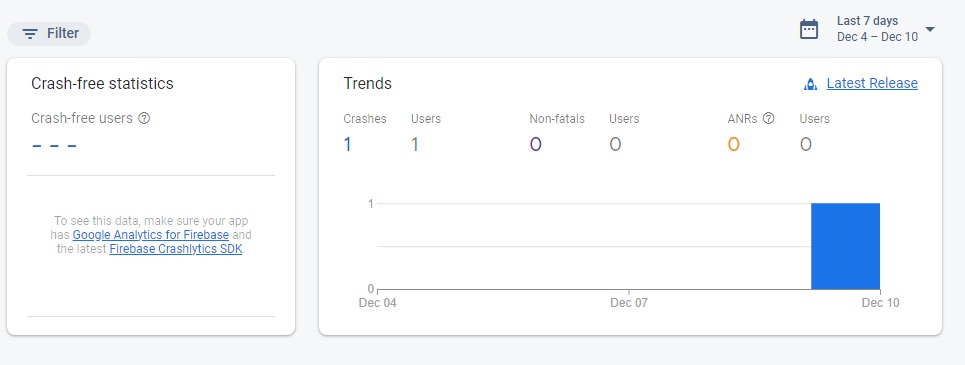 Filter
Last 7 days
Dec 4 – Dec 10
Crash-free statistics
Crash-free users
– – –
To see this data, make sure your app
has Google Analytics for Firebase and
the latest Firebase Crashlytics SDK.
Trends
Latest Release
Crashes Users Non-fatals Users ANRs Users
1 1 0 0 0 0
1
0
Dec 04 Dec 07 Dec 10